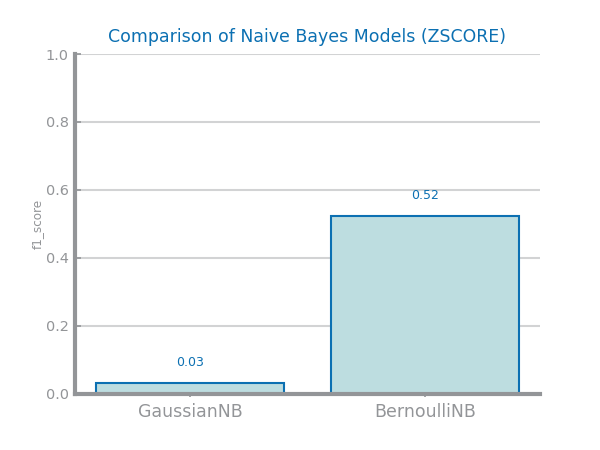 Comparison of Naive Bayes Models (ZSCORE)
1.0
0.8
0.6
0.4
0.2
0.0
f1_score
0.03
0.52
GaussianNB
BernoulliNB